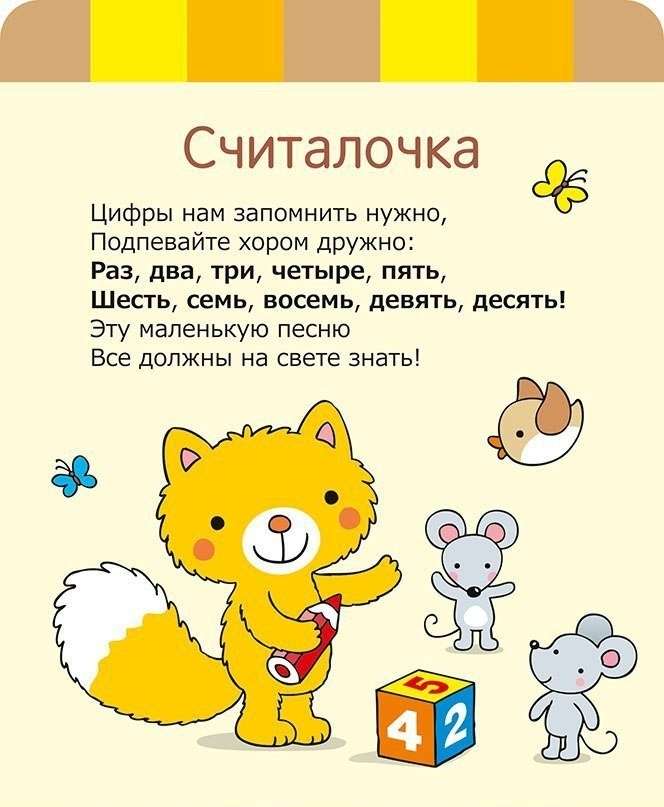 Считалочка
Цифры нам запомнить нужно,
Подпевайте хором дружно:
Раз, два, три, четыре, пять,
Шесть, семь, восемь, девять, десять!
Эту маленькую песню
Все должны на свете знать!
5
4 2